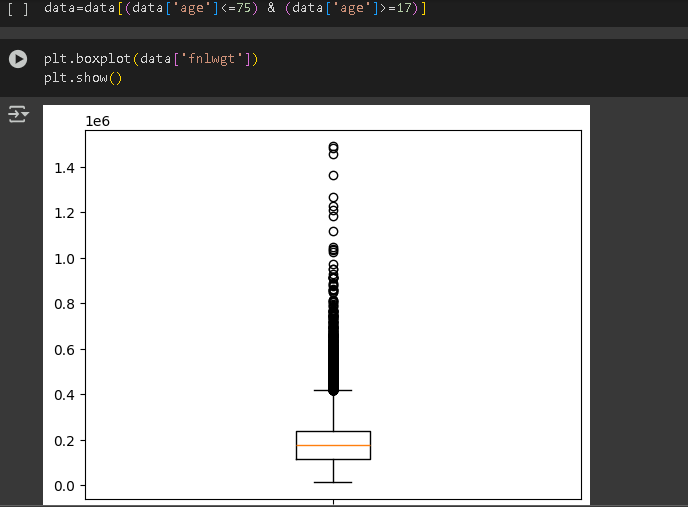 [ ] data=data[(data['age']<=75) & (data['age']>=17)]
plt.boxplot(data['fnlwgt'])
plt.show()
1e6
1.4
1.2
1.0
0.8
0.6
0.4
0.2
0.0